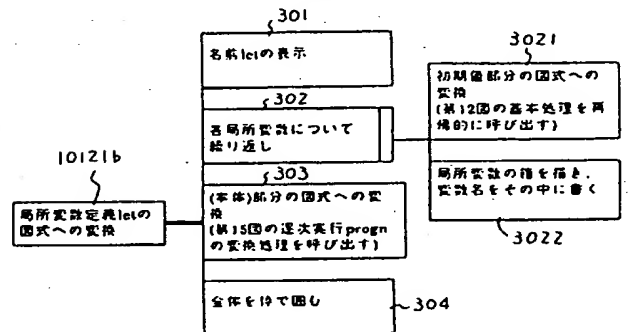 301
名前letの表示
302
各局所変数について
繰り返し
3021
初期値部分の図式への
変換
(第12図の基本処理を再
帰的に呼び出す)
10121b
局所変数定義letの
図式への変換
303
(本体)部分の図式への変
換
(第15図の逐次実行progn
の変換処理を呼び出す)
局所変数の箱を描き、
変数名をその中に書く
3022
全体を枠で囲む
304